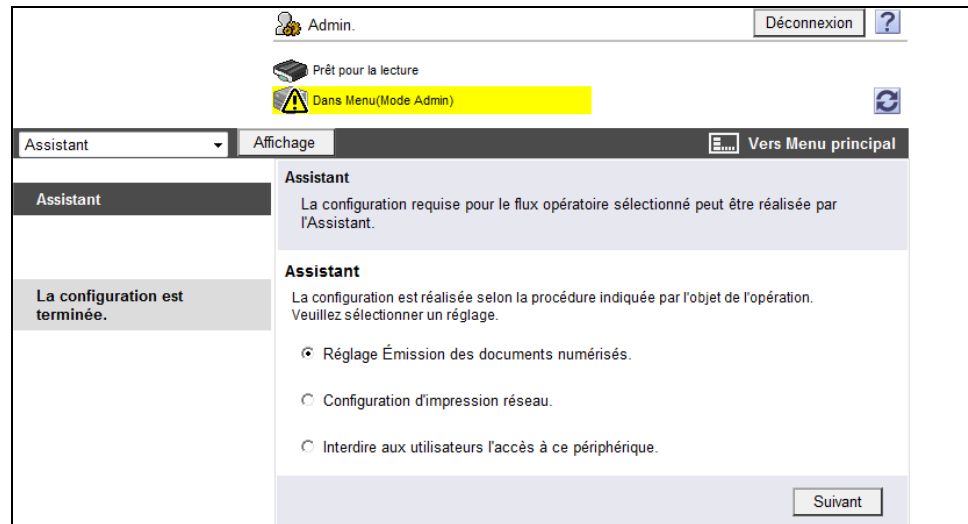 Admin.
Déconnexion
?
Prêt pour la lecture
Dans Menu(Mode Admin)
Assistant
Affichage
Vers Menu principal
Assistant
La configuration est
terminée.
Assistant
La configuration requise pour le flux opératoire sélectionné peut être réalisée par
l'Assistant.
Assistant
La configuration est réalisée selon la procédure indiquée par l'objet de l'opération.
Veuillez sélectionner un réglage.
Réglage Émission des documents numérisés.
Configuration d'impression réseau.
Interdire aux utilisateurs l'accès à ce périphérique.
Suivant